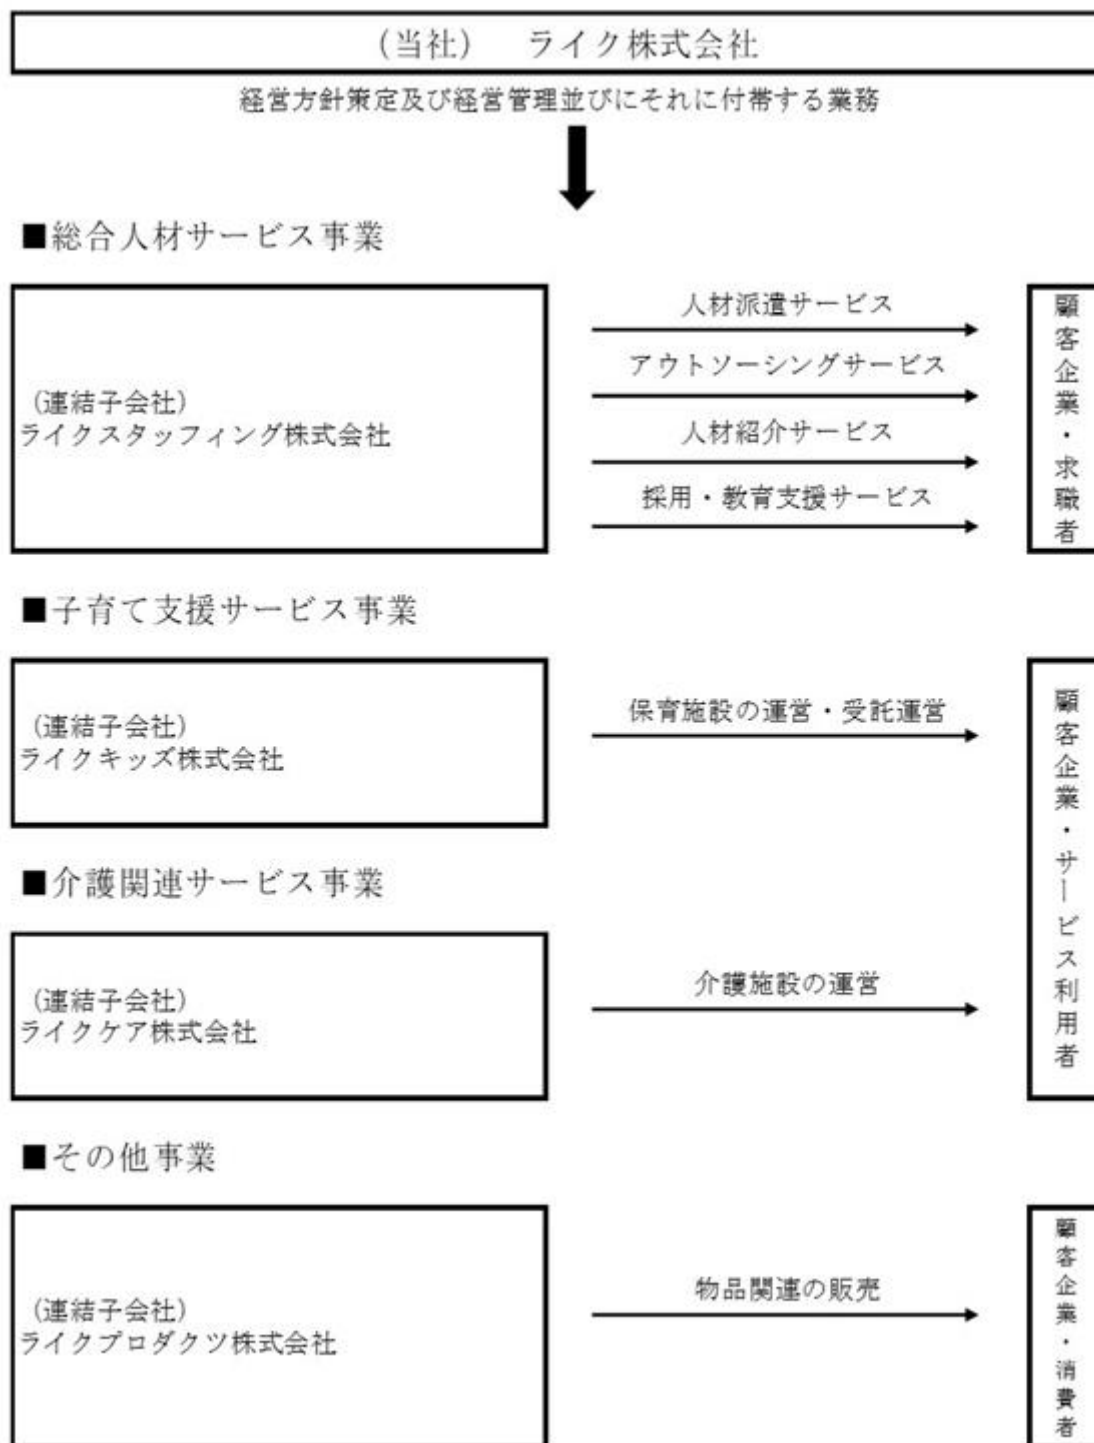 (当社) ライク株式会社
経営方針策定及び経営管理並びにそれに付帯する業務
■総合人材サービス事業
(連結子会社)
ライクスタッフィング株式会社
人材派遣サービス
アウトソーシングサービス
人材紹介サービス
採用・教育支援サービス
顧客企業・求職者
■子育て支援サービス事業
(連結子会社)
ライクキッズ株式会社
保育施設の運営・受託運営
顧客企業・サービス利用者
■介護関連サービス事業
(連結子会社)
ライクケア株式会社
介護施設の運営
■その他事業
(連結子会社)
ライクプロダクツ株式会社
物品関連の販売
顧客企業・消費者